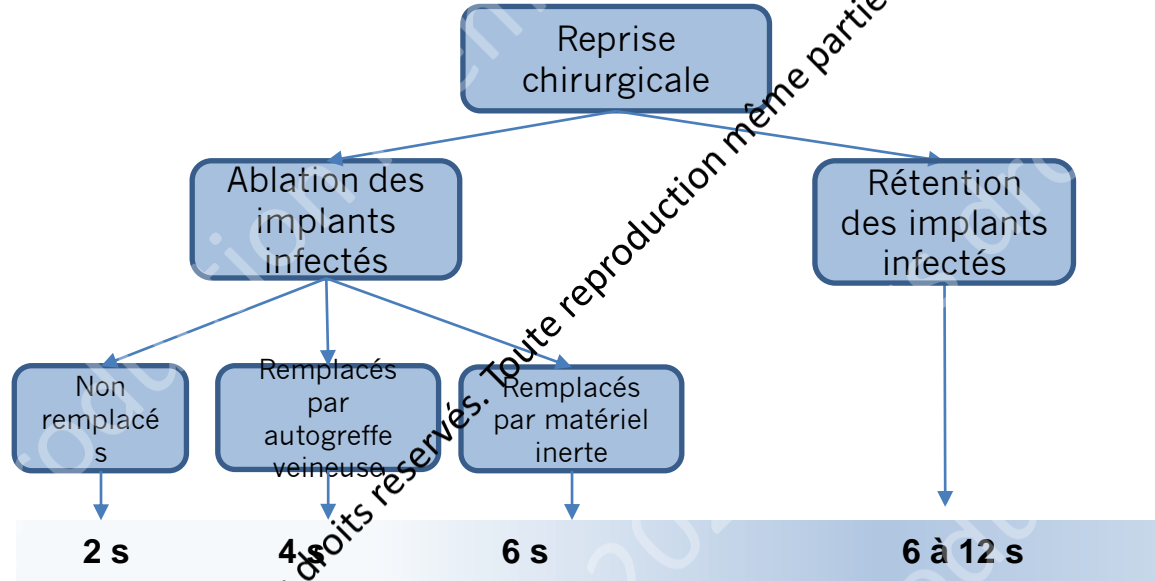 Reprise
chirurgicale
Ablation des
implants
infectés
Rétention
des implants
infectés
Non
remplacé
s
Remplacés
par
autogreffe
veineuse
Remplacés
par matériel
inerte
2 s
4 s
6 s
6 à 12 s
droits réservés. Toute reproduction même partie